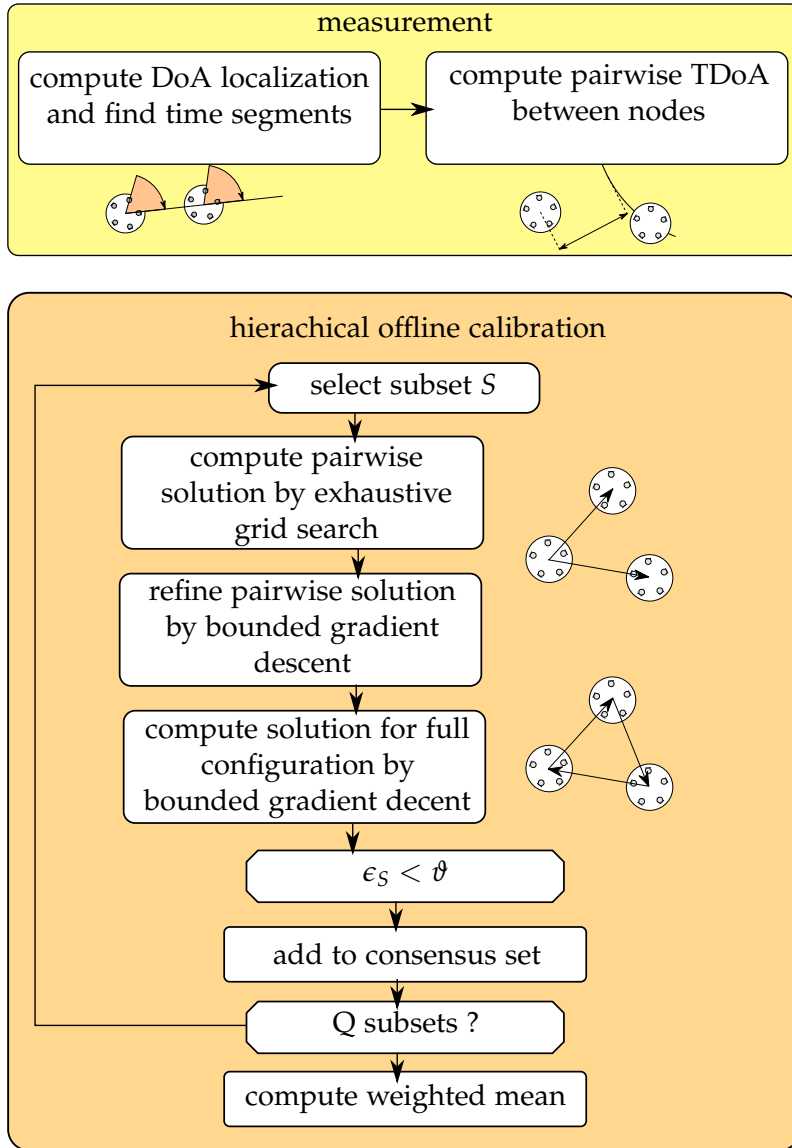 measurement
compute DoA localization
and find time segments
compute pairwise TDoA
between nodes
hierachical offline calibration
select subset S
compute pairwise
solution by exhaustive
grid search
refine pairwise solution
by bounded gradient
descent
compute solution for full
configuration by
bounded gradient decent
ϵ_S < ϑ
add to consensus set
Q subsets ?
compute weighted mean